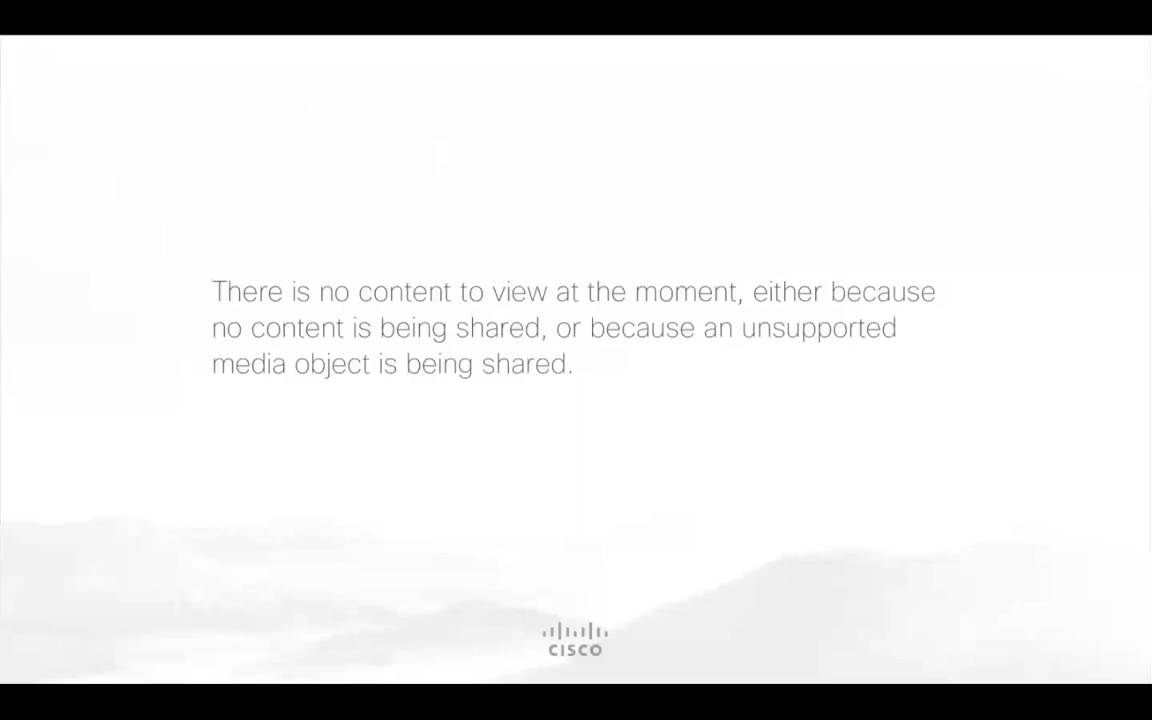 There is no content to view at the moment, either because
no content is being shared, or because an unsupported
media object is being shared.
CISCO